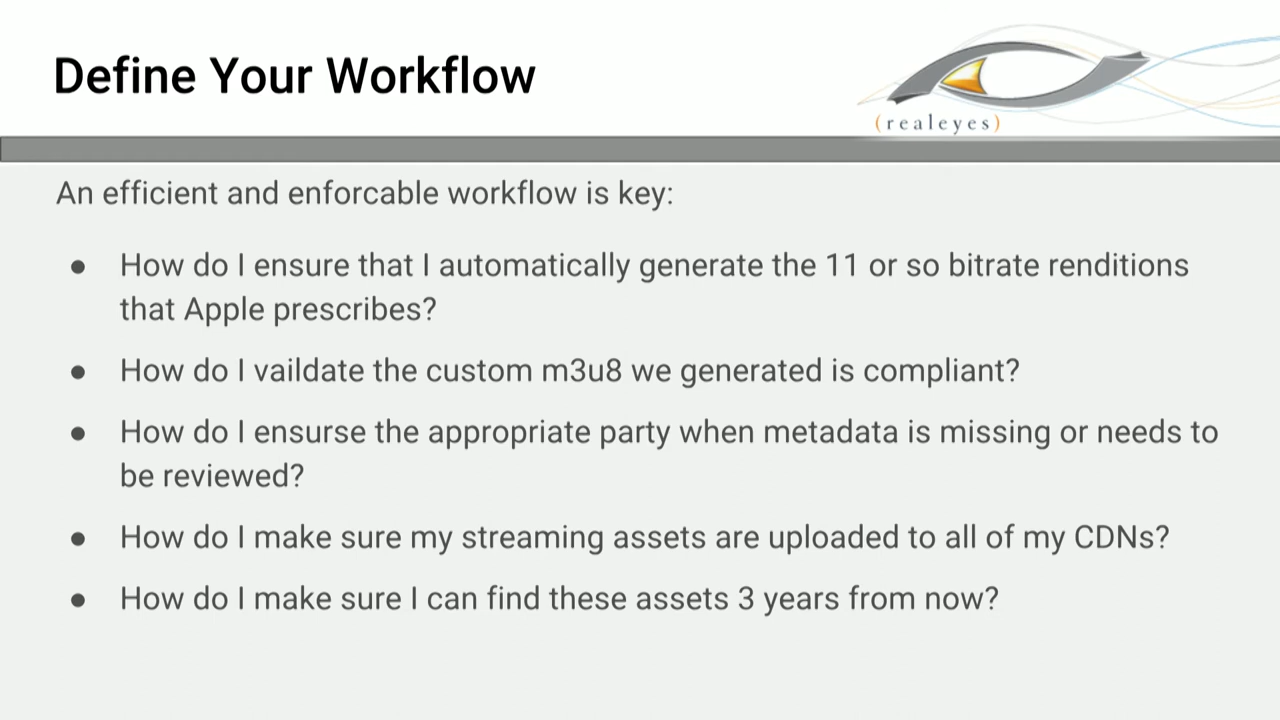 Define Your Workflow
(realeyes)
An efficient and enforcable workflow is key:
● How do I ensure that I automatically generate the 11 or so bitrate renditions
that Apple prescribes?
● How do I vaildate the custom m3u8 we generated is compliant?
● How do I ensurse the appropriate party when metadata is missing or needs to
be reviewed?
● How do I make sure my streaming assets are uploaded to all of my CDNs?
● How do I make sure I can find these assets 3 years from now?